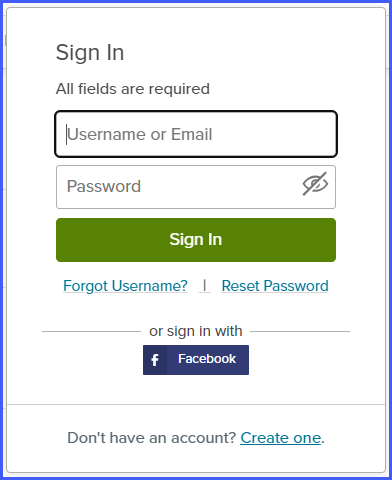 Sign In
All fields are required
Username or Email
Password
Sign In
Forgot Username? | Reset Password
or sign in with
f Facebook
Don't have an account? Create one.